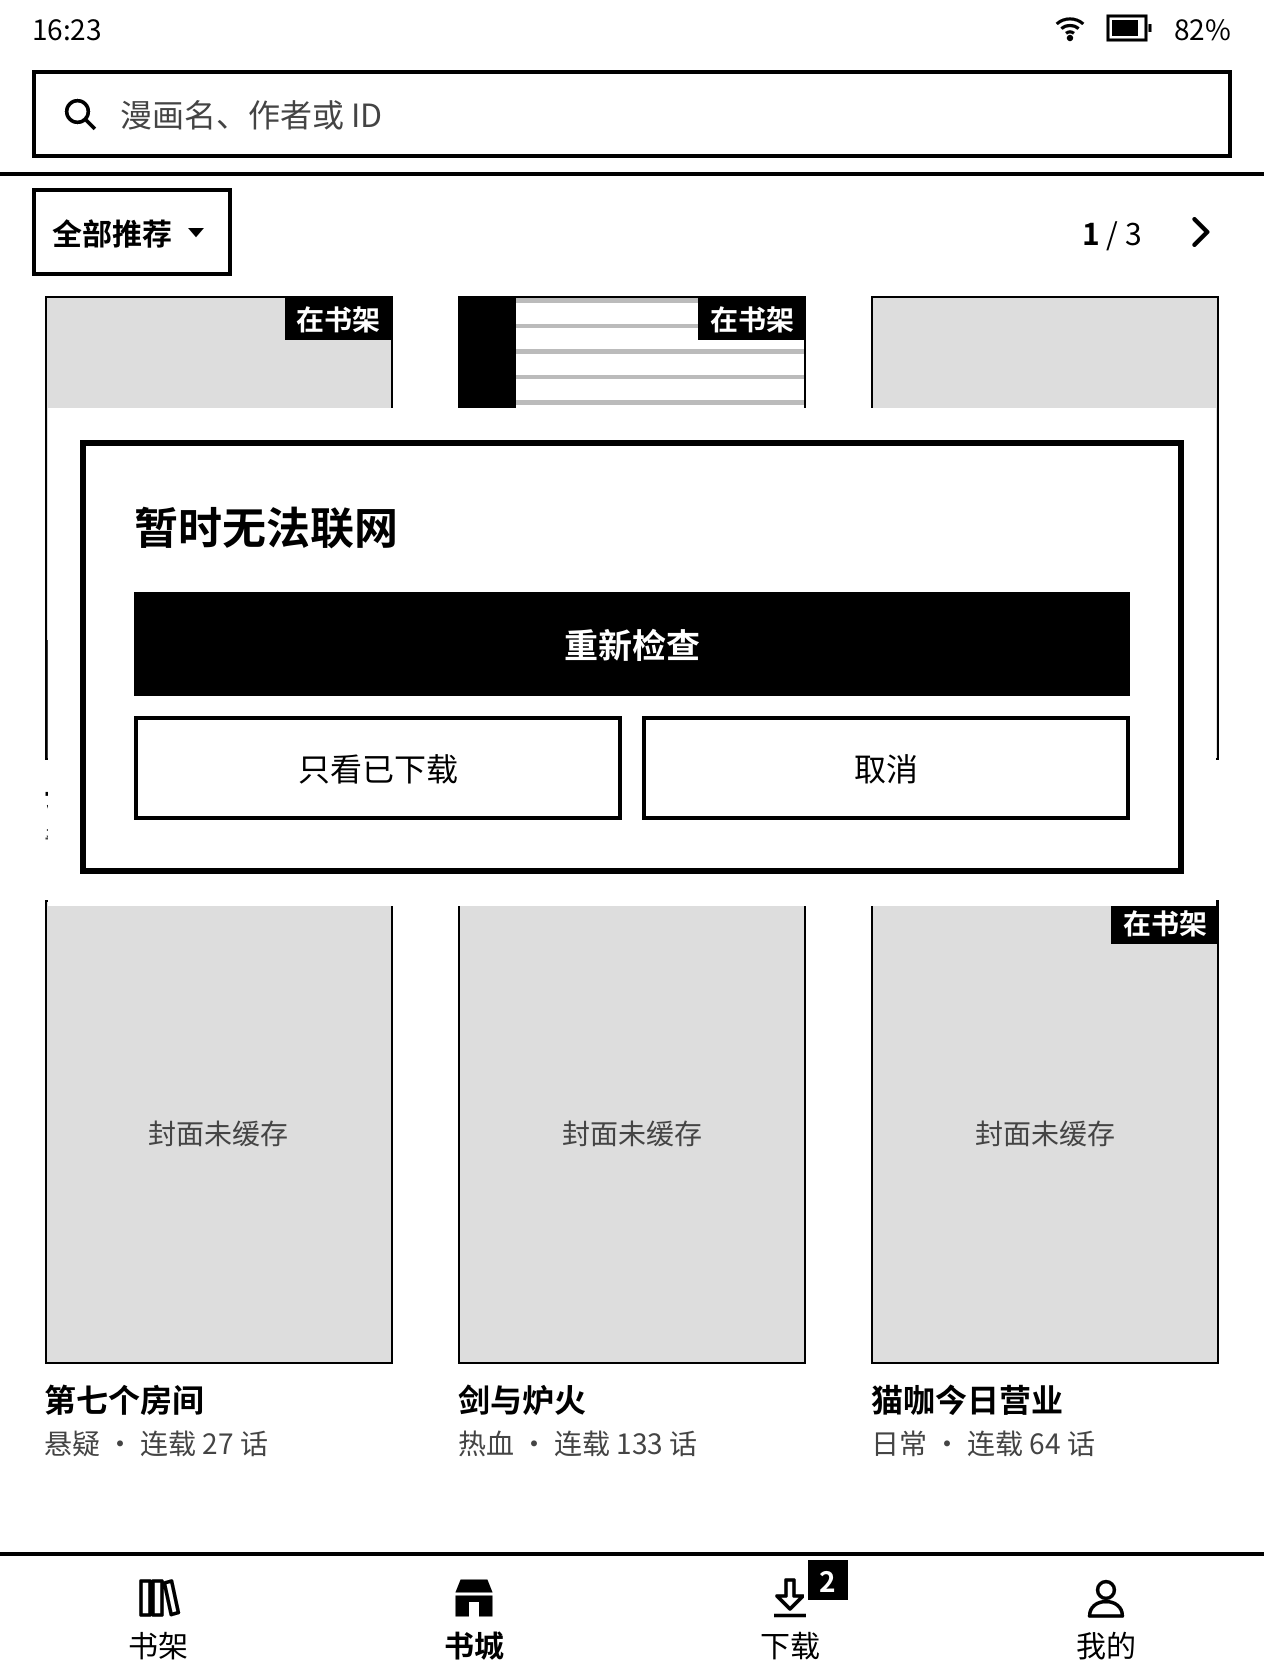 16:23
82%
漫画名、作者或 ID
全部推荐
1 / 3
在书架
在书架
暂时无法联网
重新检查
只看已下载
取消
在书架
封面未缓存
封面未缓存
封面未缓存
第七个房间
剑与炉火
猫咖今日营业
悬疑 · 连载 27 话
热血 · 连载 133 话
日常 · 连载 64 话
2
书架
书城
下载
我的